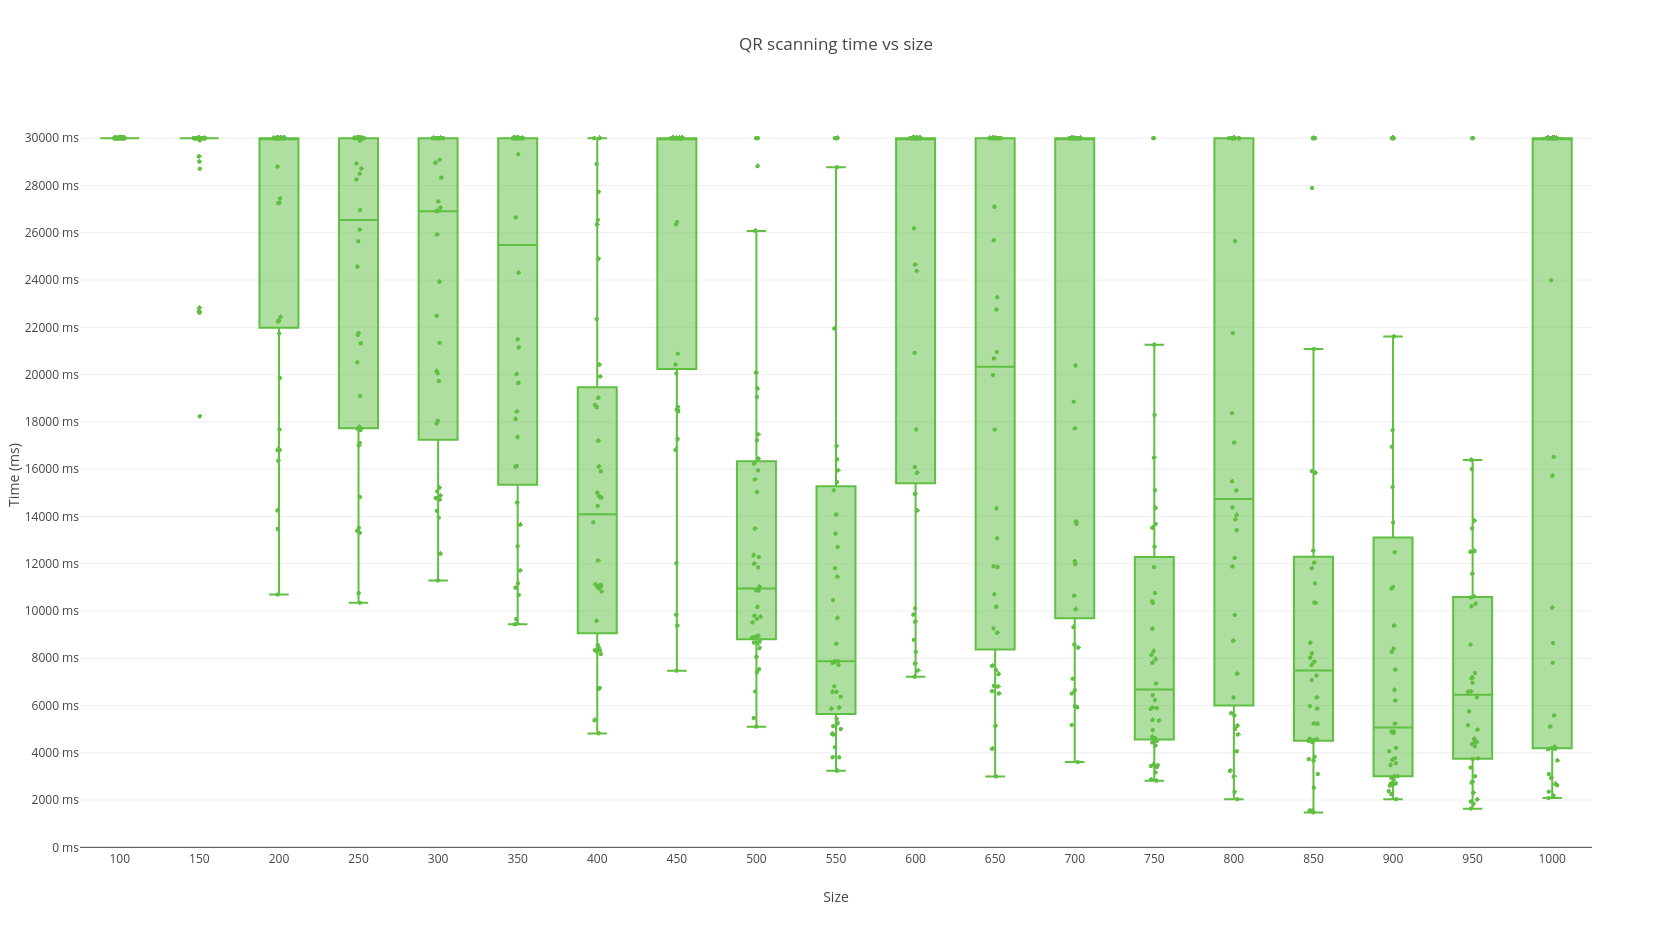 QR scanning time vs size
30000 ms
28000 ms
26000 ms
24000 ms
22000 ms
20000 ms
18000 ms
16000 ms
14000 ms
12000 ms
10000 ms
8000 ms
6000 ms
4000 ms
2000 ms
0 ms
Time (ms)
100 150 200 250 300 350 400 450 500 550 600 650 700 750 800 850 900 950 1000
Size